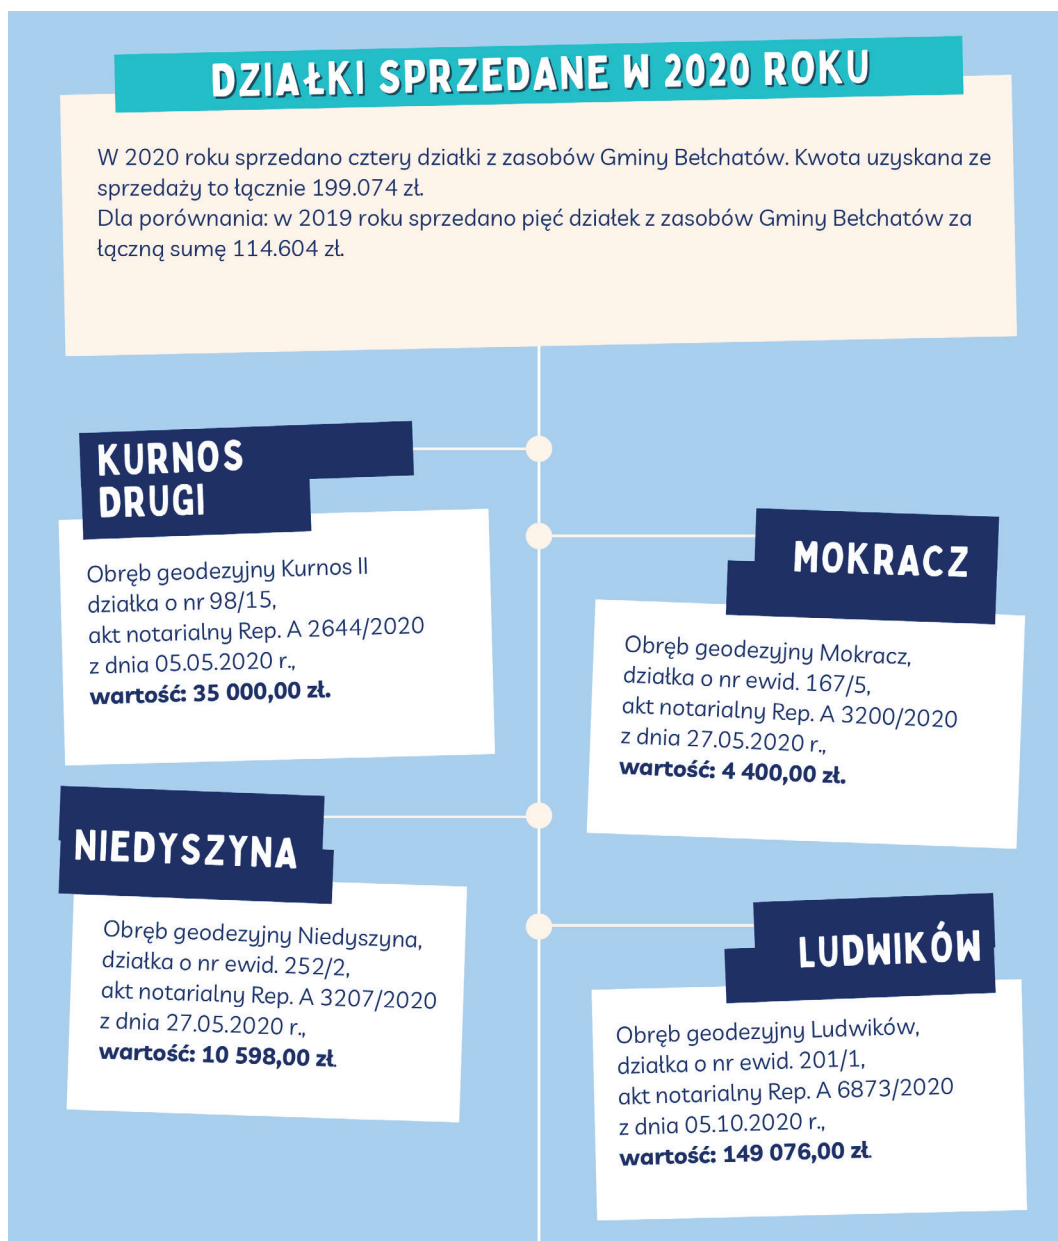 DZIAŁKI SPRZEDANE W 2020 ROKU
W 2020 roku sprzedano cztery działki z zasobów Gminy Bełchatów. Kwota uzyskana ze
sprzedaży to łącznie 199.074 zł.
Dla porównania: w 2019 roku sprzedano pięć działek z zasobów Gminy Bełchatów za
łączną sumę 114.604 zł.
KURNOS
DRUGI
Obręb geodezyjny Kurnos II
działka o nr 98/15,
akt notarialny Rep. A 2644/2020
z dnia 05.05.2020 r.,
wartość: 35 000,00 zł.
MOKRACZ
Obręb geodezyjny Mokracz,
działka o nr ewid. 167/5,
akt notarialny Rep. A 3200/2020
z dnia 27.05.2020 r.,
wartość: 4 400,00 zł.
NIEDYSZYNA
Obręb geodezyjny Niedyszyna,
działka o nr ewid. 252/2,
akt notarialny Rep. A 3207/2020
z dnia 27.05.2020 r.,
wartość: 10 598,00 zł.
LUDWIKÓW
Obręb geodezyjny Ludwików,
działka o nr ewid. 201/1,
akt notarialny Rep. A 6873/2020
z dnia 05.10.2020 r.,
wartość: 149 076,00 zł.